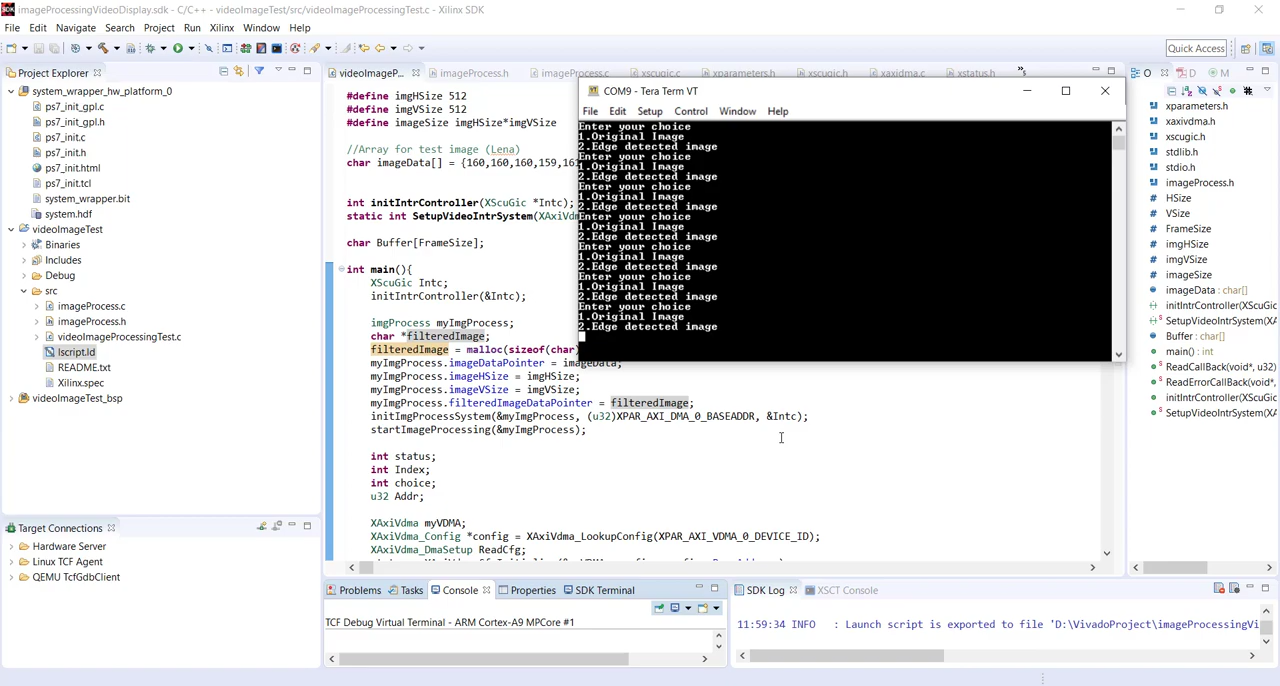 imageProcessingVideoDisplay.sdk - C/C++ - videoImageTest/src/videoImageProcessingTest.c - Xilinx SDK
File Edit Navigate Search Project Run Xilinx Window Help
Quick Access
Project Explorer
system_wrapper_hw_platform_0
ps7_init_gpl.c
ps7_init_gpl.h
ps7_init.c
ps7_init.h
ps7_init.html
ps7_init.tcl
system_wrapper.bit
system.hdf
videoImageTest
Binaries
Includes
Debug
src
imageProcess.c
imageProcess.h
videoImageProcessingTest.c
lscript.ld
README.txt
Xilinx.spec
videoImageTest_bsp
Target Connections
Hardware Server
Linux TCF Agent
QEMU TcfGdbClient
videoImageP... imageProcess.h imageProcess.c xscugic.c xparameters.h xscugic.h xaxidma.c xstatus.h
#define imgHSize 512
#define imgVSize 512
#define imageSize imgHSize*imgVSize
//Array for test image (Lena)
char imageData[] = {160,160,160,159,161
int initIntrController(XScuGic *Intc);
static int SetupVideoIntrSystem(XAxiVdm
char Buffer[FrameSize];
int main(){
XScuGic Intc;
initIntrController(&Intc);
imgProcess myImgProcess;
char *filteredImage;
filteredImage = malloc(sizeof(char)
myImgProcess.imageDataPointer = imageData;
myImgProcess.imageHSize = imgHSize;
myImgProcess.imageVSize = imgVSize;
myImgProcess.filteredImageDataPointer = filteredImage;
initImgProcessSystem(&myImgProcess, (u32)XPAR_AXI_DMA_0_BASEADDR, &Intc);
startImageProcessing(&myImgProcess);
int status;
int Index;
int choice;
u32 Addr;
XAxiVdma myVDMA;
XAxiVdma_Config *config = XAxiVdma_LookupConfig(XPAR_AXI_VDMA_0_DEVICE_ID);
XAxiVdma_DmaSetup ReadCfg;
COM9 - Tera Term VT
File Edit Setup Control Window Help
Enter your choice
1.Original Image
2.Edge detected image
Enter your choice
1.Original Image
2.Edge detected image
Enter your choice
1.Original Image
2.Edge detected image
Enter your choice
1.Original Image
2.Edge detected image
Enter your choice
1.Original Image
2.Edge detected image
Enter your choice
1.Original Image
2.Edge detected image
Enter your choice
1.Original Image
2.Edge detected image
O D M
xparameters.h
xaxivdma.h
xscugic.h
stdlib.h
stdio.h
imageProcess.h
HSize
VSize
FrameSize
imgHSize
imgVSize
imageSize
imageData : char[]
initIntrController(XScuGic
SetupVideoIntrSystem(XA
Buffer : char[]
main() : int
ReadCallBack(void*, u32)
ReadErrorCallBack(void*,
initIntrController(XScuGic
SetupVideoIntrSystem(XA
Problems Tasks Console Properties SDK Terminal
TCF Debug Virtual Terminal - ARM Cortex-A9 MPCore #1
SDK Log XSCT Console
11:59:34 INFO : Launch script is exported to file 'D:\VivadoProject\imageProcessingVi